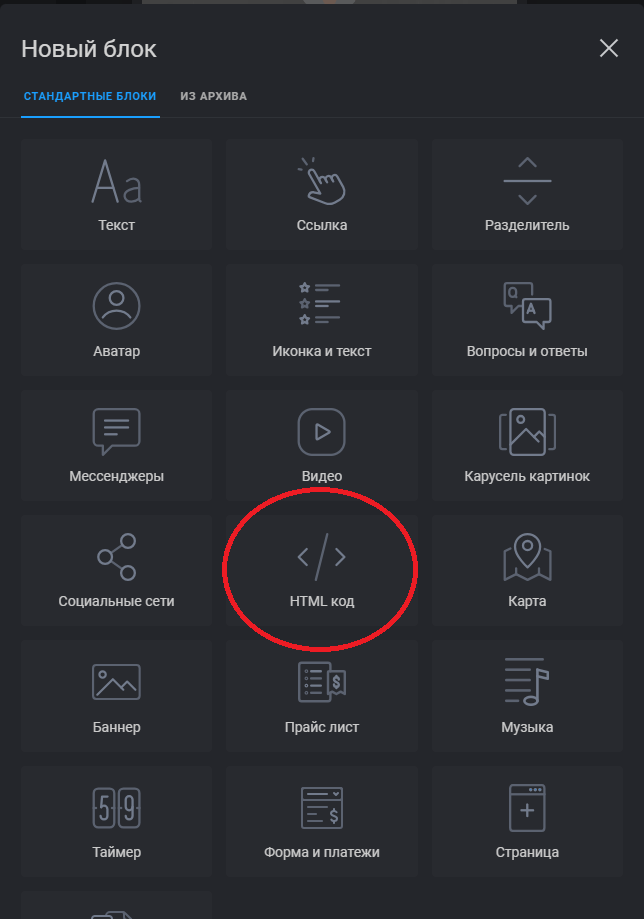 Новый блок
СТАНДАРТНЫЕ БЛОКИ ИЗ АРХИВА
Aa
Текст Ссылка Разделитель
Q
A
Аватар Иконка и текст Вопросы и ответы
Мессенджеры Видео Карусель картинок
</>
Социальные сети HTML код Карта
$
Баннер Прайс лист Музыка
59 $
Таймер Форма и платежи Страница